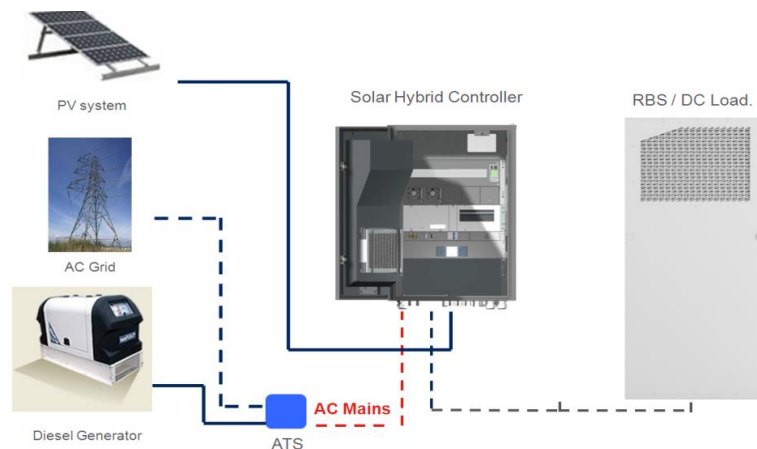 PV system
Solar Hybrid Controller
RBS / DC Load.
AC Grid
Diesel Generator
AC Mains
ATS